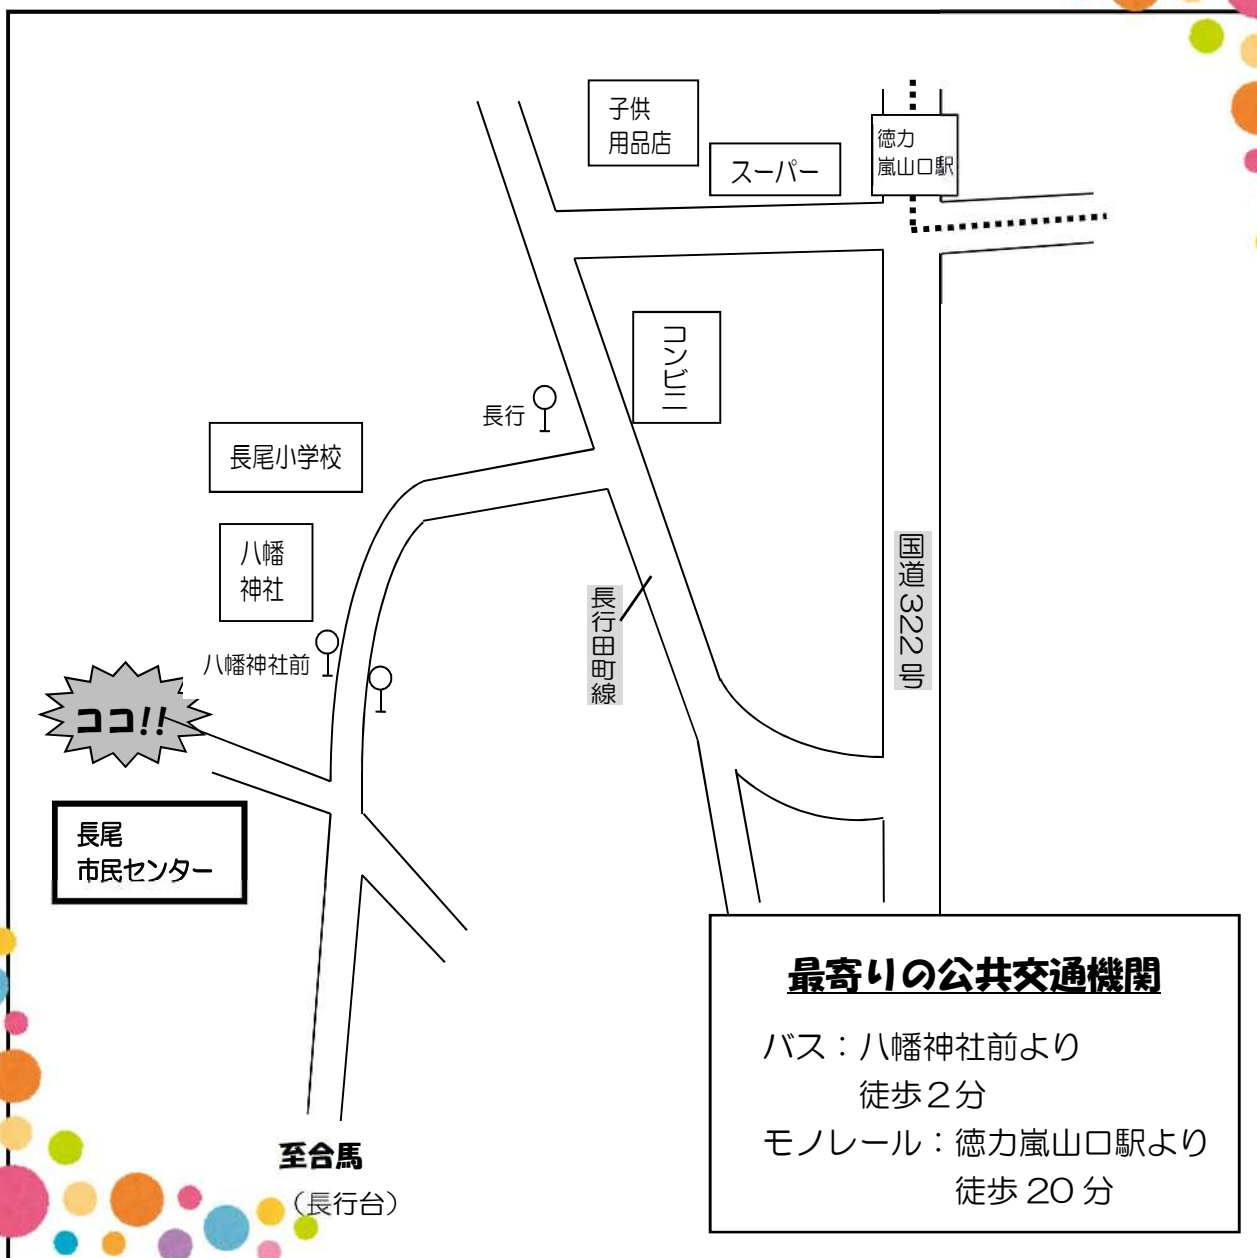 子供
用品店
スーパー
徳力
嵐山口駅
コンビニ
長行
長尾小学校
八幡
神社
八幡神社前
長行田町線
国道322号
ココ!!
長尾
市民センター
至合馬
（長行台）
最寄りの公共交通機関
バス：八幡神社前より
徒歩２分
モノレール：徳力嵐山口駅より
徒歩 20 分